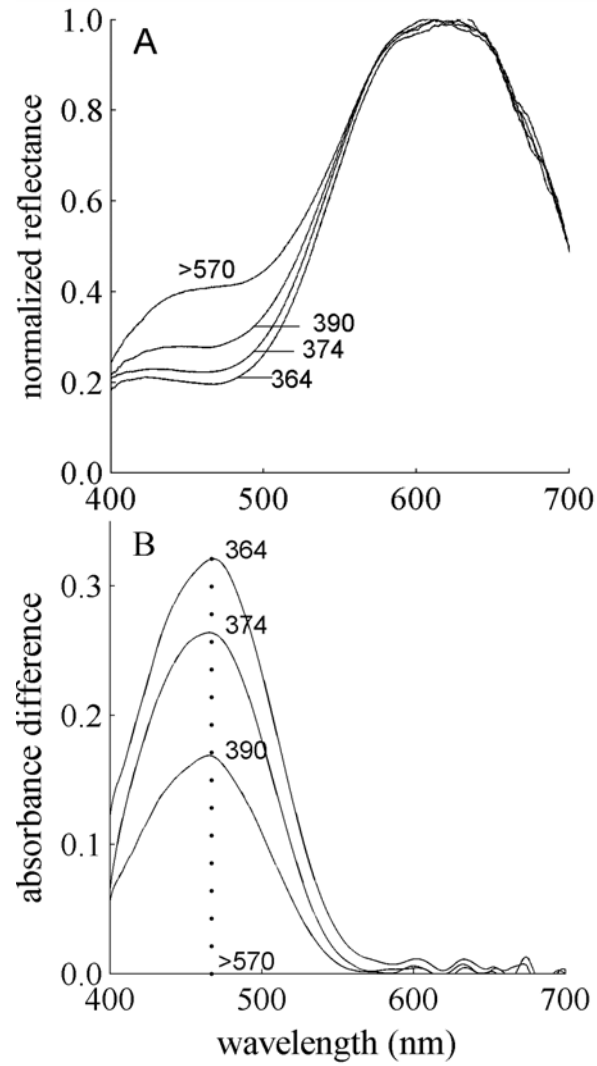 A
normalized reflectance
1.0
0.8
0.6
0.4
0.2
0.0
>570
390
374
364
400 500 600 700
B
absorbance difference
0.3
0.2
0.1
0.0
364
374
390
>570
400 500 600 700
wavelength (nm)